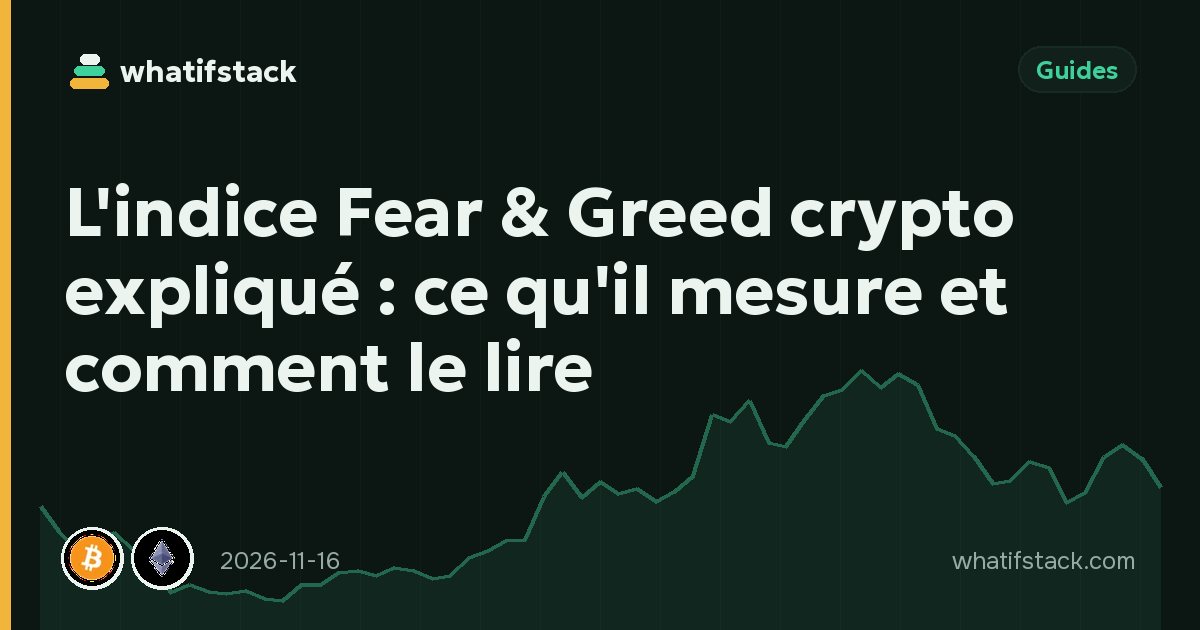 whatifstack
Guides
L'indice Fear & Greed crypto
expliqué : ce qu'il mesure et
comment le lire
2026-11-16
whatifstack.com